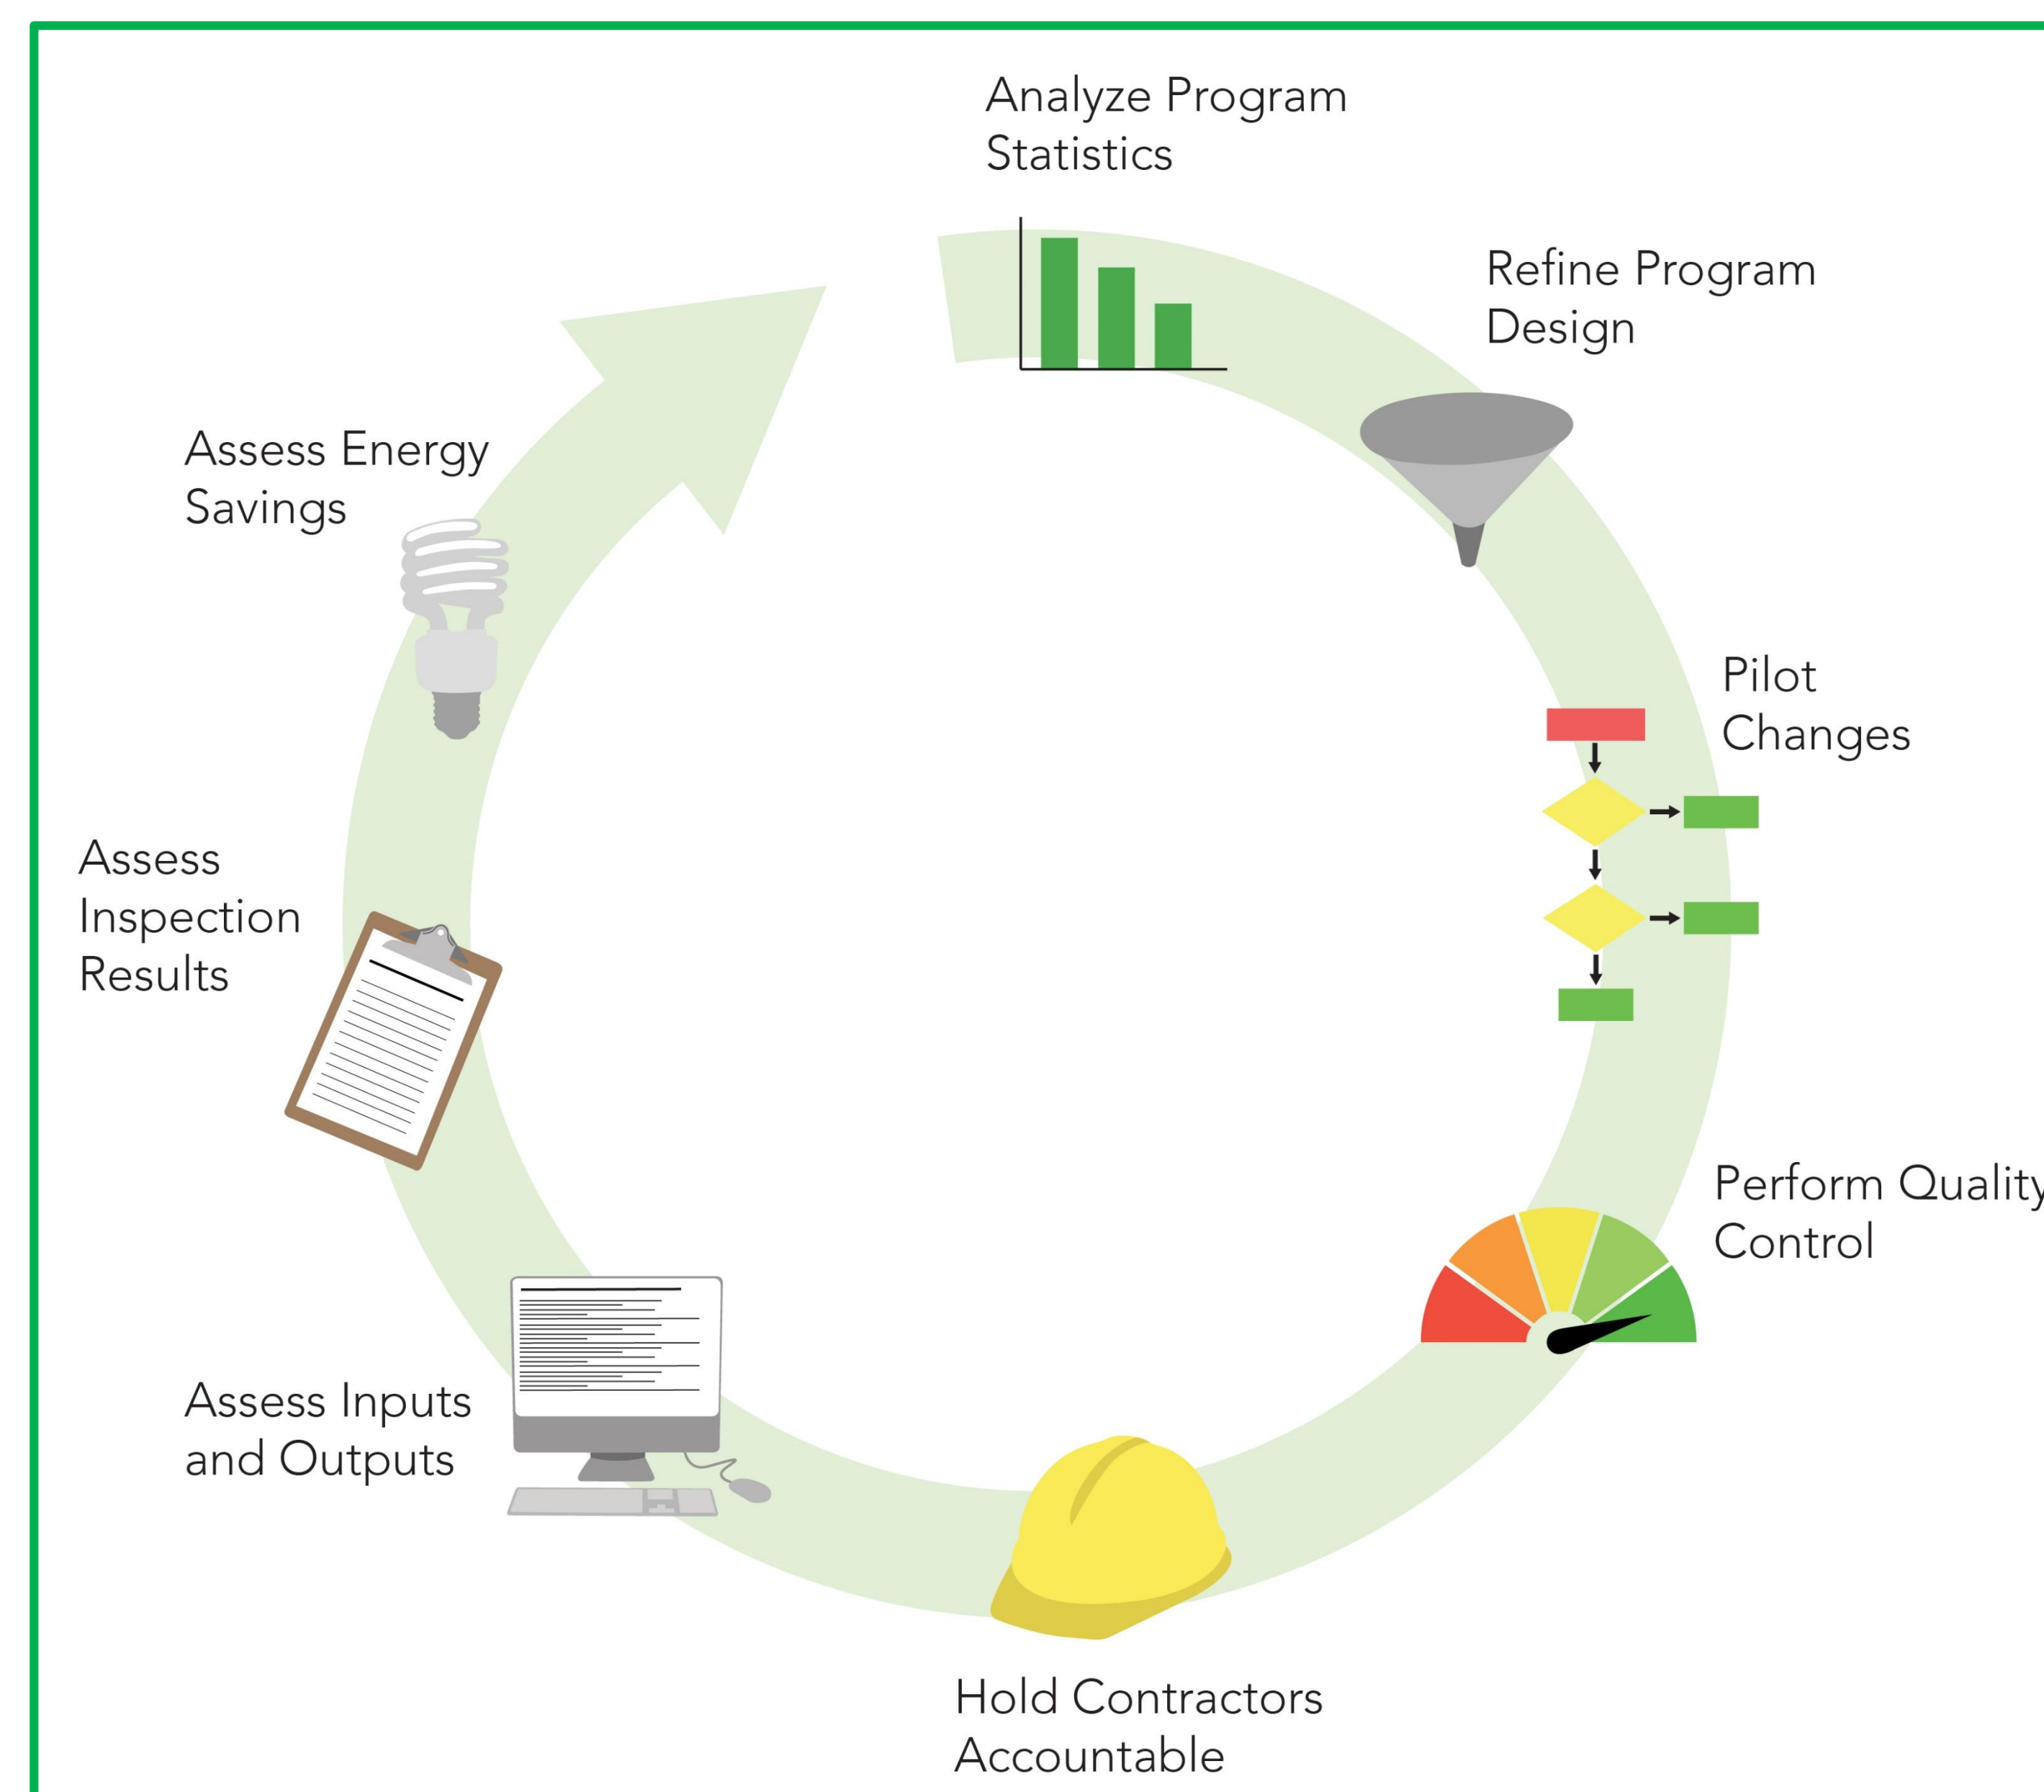 Analyze Program
Statistics
Refine Program
Design
Pilot
Changes
Perform Quality
Control
Hold Contractors
Accountable
Assess Inputs
and Outputs
Assess
Inspection
Results
Assess Energy
Savings